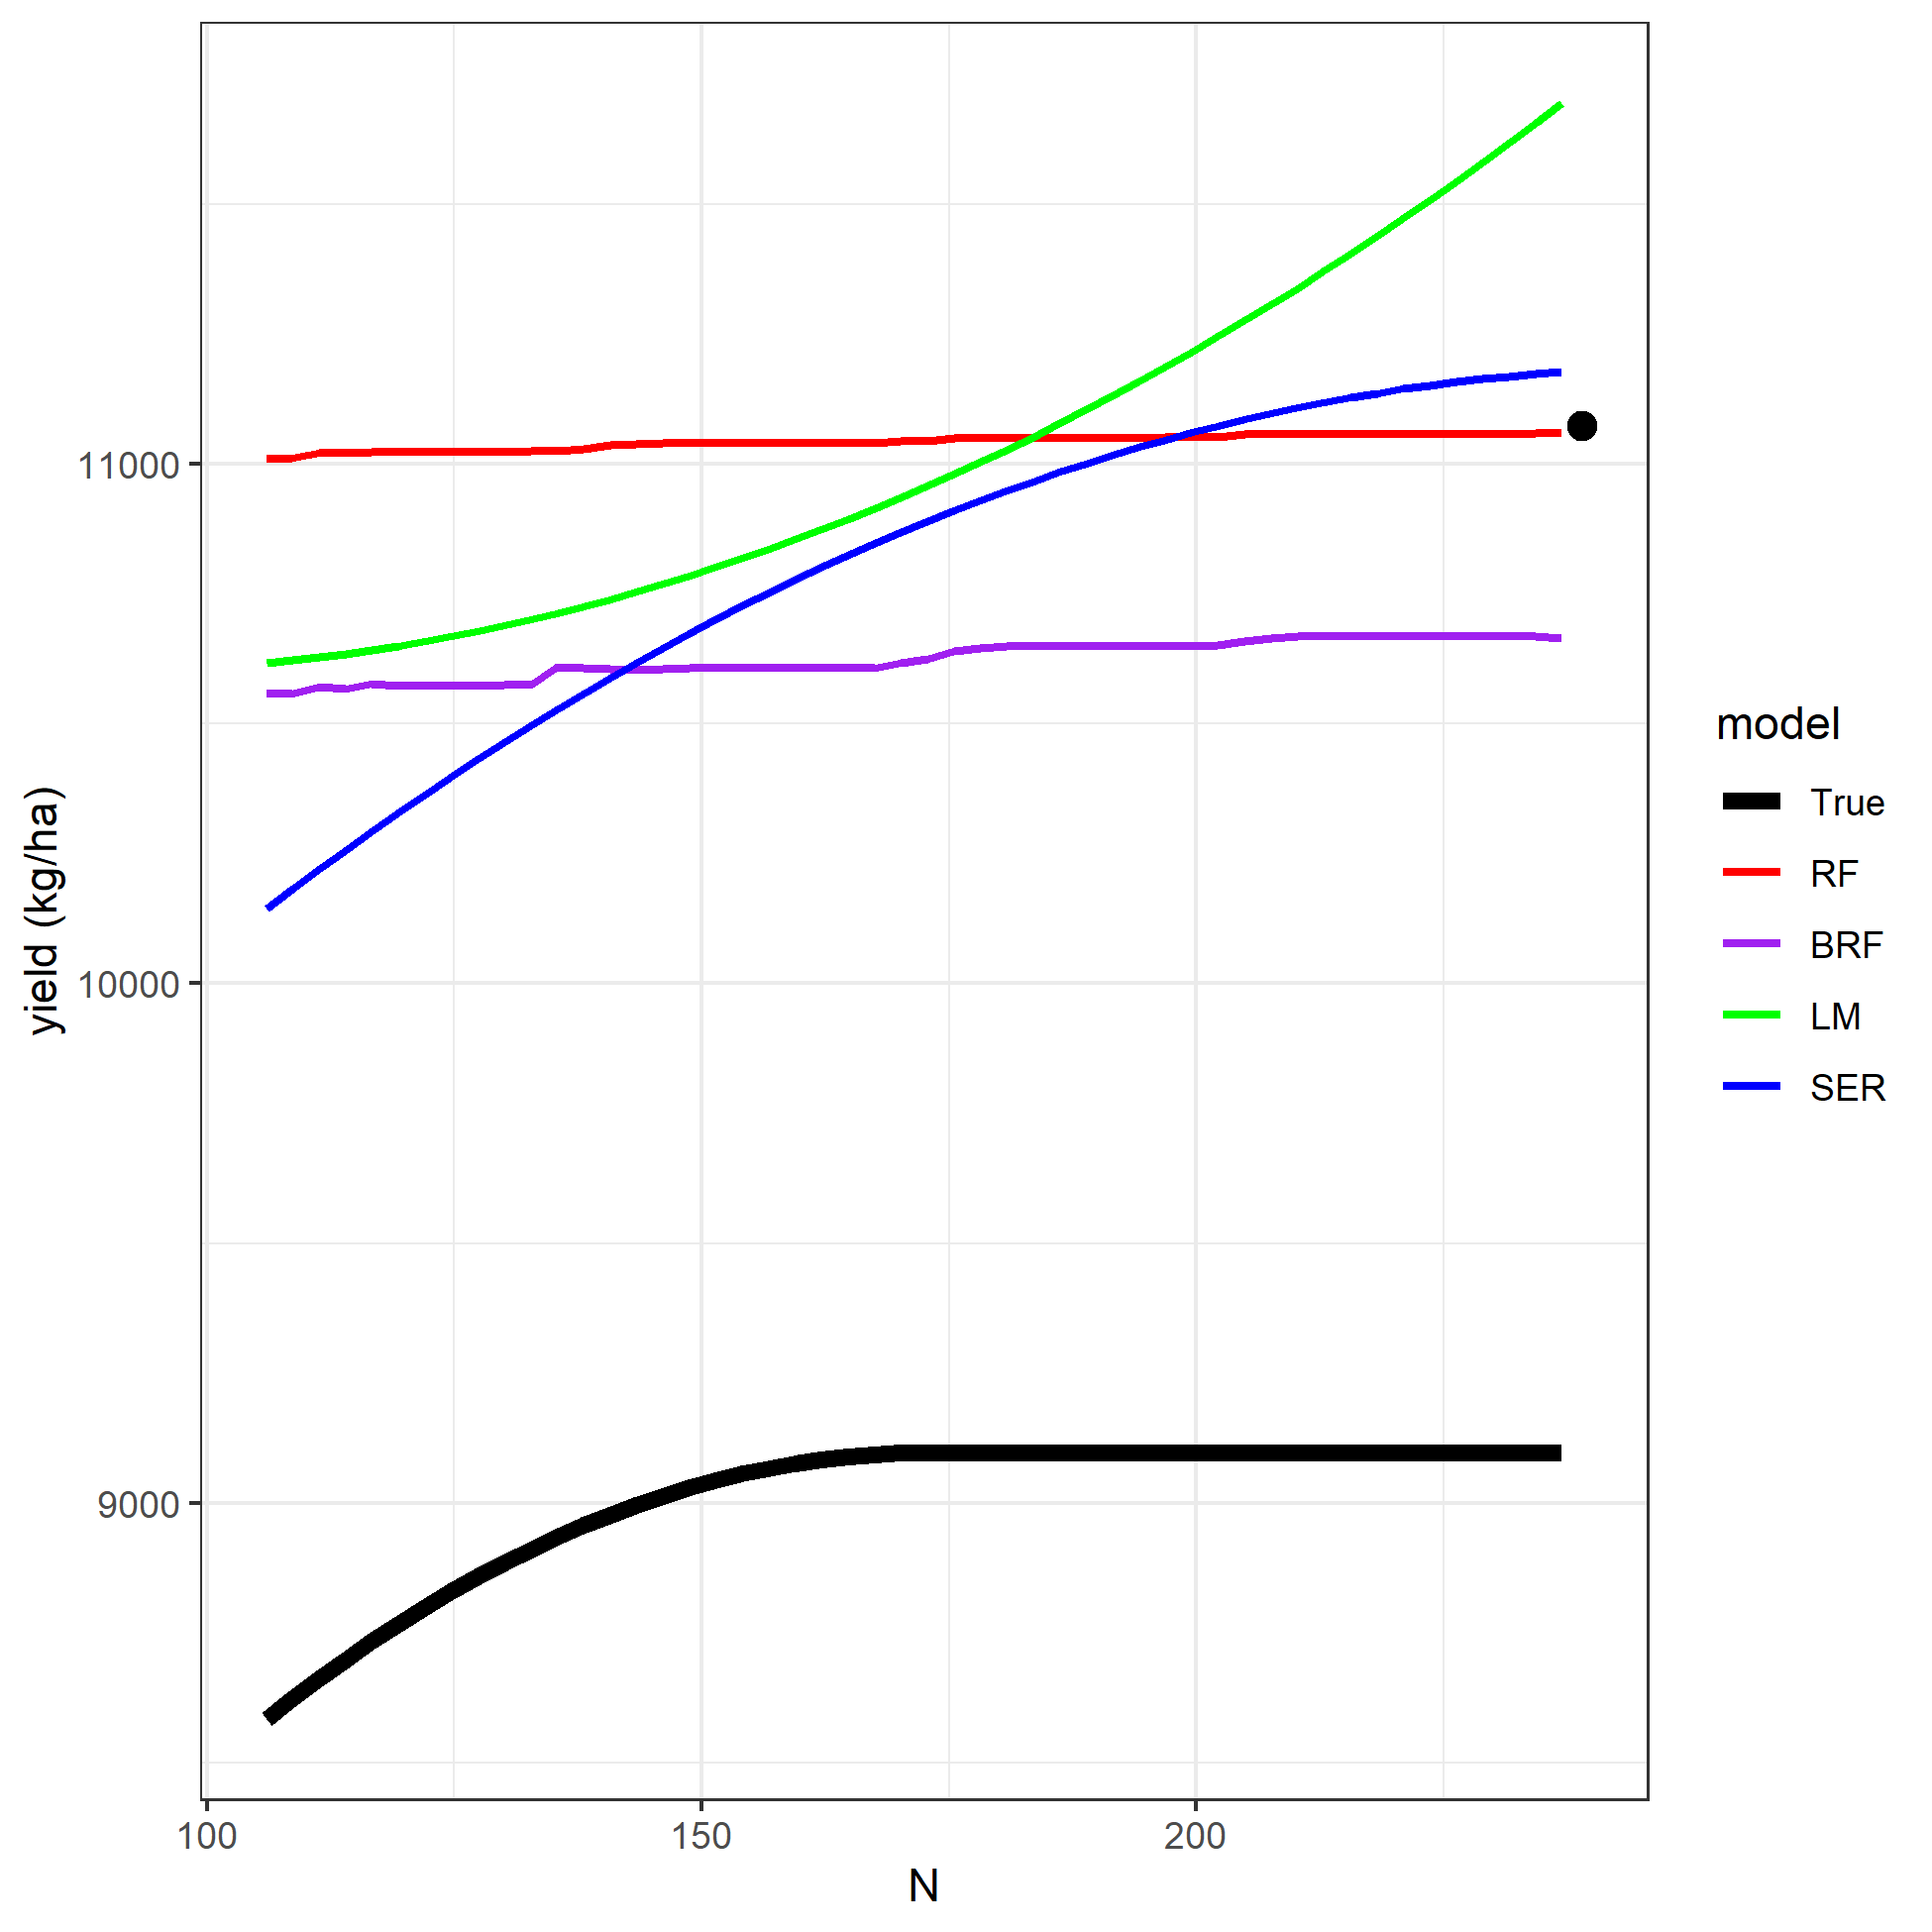 yield (kg/ha)
11000
10000
9000
100
150
200
N
model
True
RF
BRF
LM
SER